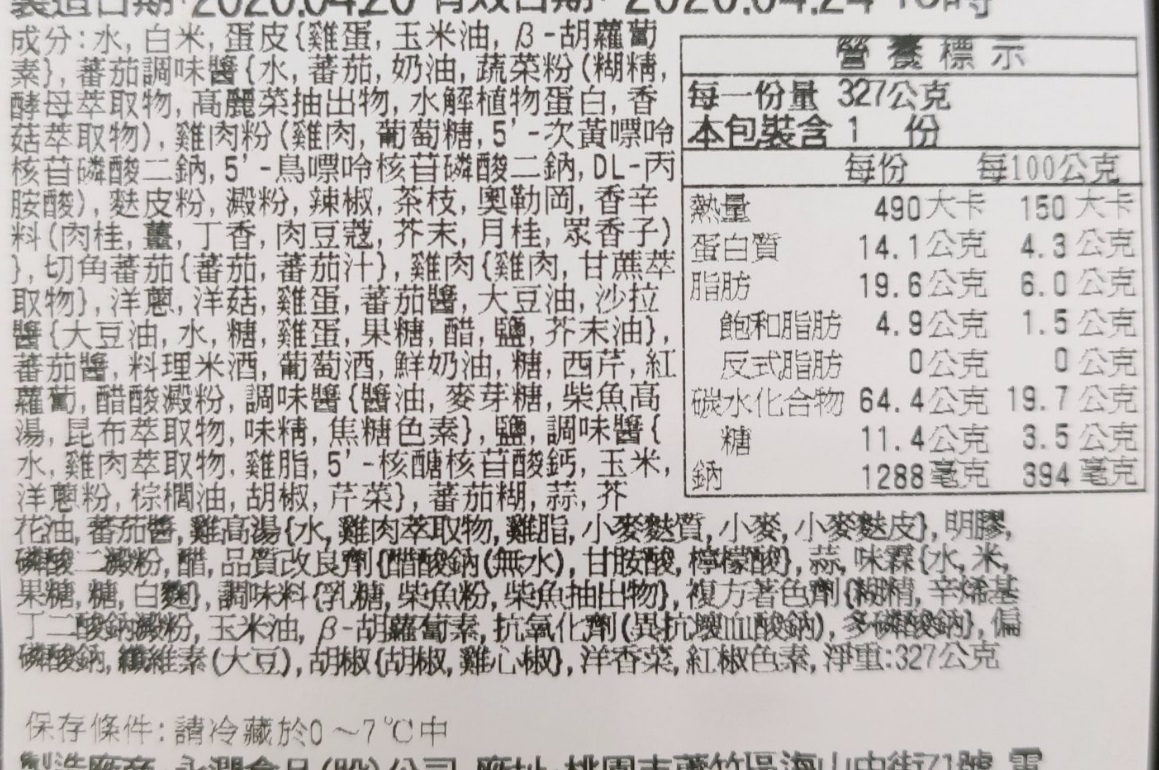 製造日期:2020.04.20 有效日期: 2020.04.24
成分:水,白米,蛋皮{雞蛋,玉米油,β-胡蘿蔔
素},蕃茄調味醬{水,蕃茄,奶油,蔬菜粉(糊精,
酵母萃取物,高麗菜抽出物,水解植物蛋白,香
菇萃取物),雞肉粉(雞肉,葡萄糖,5'-次黃嘌呤
核苷磷酸二鈉,5'-鳥嘌呤核苷磷酸二鈉,DL-丙
胺酸),麩皮粉,澱粉,辣椒,茶枝,奧勒岡,香辛
料(肉桂,薑,丁香,肉豆蔻,芥末,月桂,眾香子)
},切角蕃茄{蕃茄,蕃茄汁},雞肉{雞肉,甘蔗萃
取物},洋蔥,洋菇,雞蛋,蕃茄醬,大豆油,沙拉
醬{大豆油,水,糖,雞蛋,果糖,醋,鹽,芥末油},
蕃茄醬,料理米酒,葡萄酒,鮮奶油,糖,西芹,紅
蘿蔔,醋酸澱粉,調味醬{醬油,麥芽糖,柴魚高
湯,昆布萃取物,味精,焦糖色素},鹽,調味醬{
水,雞肉萃取物,雞脂,5'-核醣核苷酸鈣,玉米,
洋蔥粉,棕櫚油,胡椒,芹菜},蕃茄糊,蒜,芥
花油,蕃茄醬,雞高湯{水,雞肉萃取物,雞脂,小麥麩質,小麥,小麥麩皮},明膠,
磷酸二澱粉,醋,品質改良劑{醋酸鈉(無水),甘胺酸,檸檬酸},蒜,味霖{水,米,
果糖,糖,白麴},調味料{乳糖,柴魚粉,柴魚抽出物},複方著色劑{糊精,辛烯基
丁二酸鈉澱粉,玉米油,β-胡蘿蔔素,抗氧化劑(異抗壞血酸鈉),多磷酸鈉},偏
磷酸鈉,纖維素(大豆),胡椒{胡椒,雞心椒},洋香菜,紅椒色素,淨重:327公克
營養標示
每一份量 327公克
本包裝含 1 份
每份 每100公克
熱量 490大卡 150大卡
蛋白質 14.1公克 4.3公克
脂肪 19.6公克 6.0公克
飽和脂肪 4.9公克 1.5公克
反式脂肪 0公克 0公克
碳水化合物 64.4公克 19.7公克
糖 11.4公克 3.5公克
鈉 1288毫克 394毫克
保存條件:請冷藏於0~7℃中